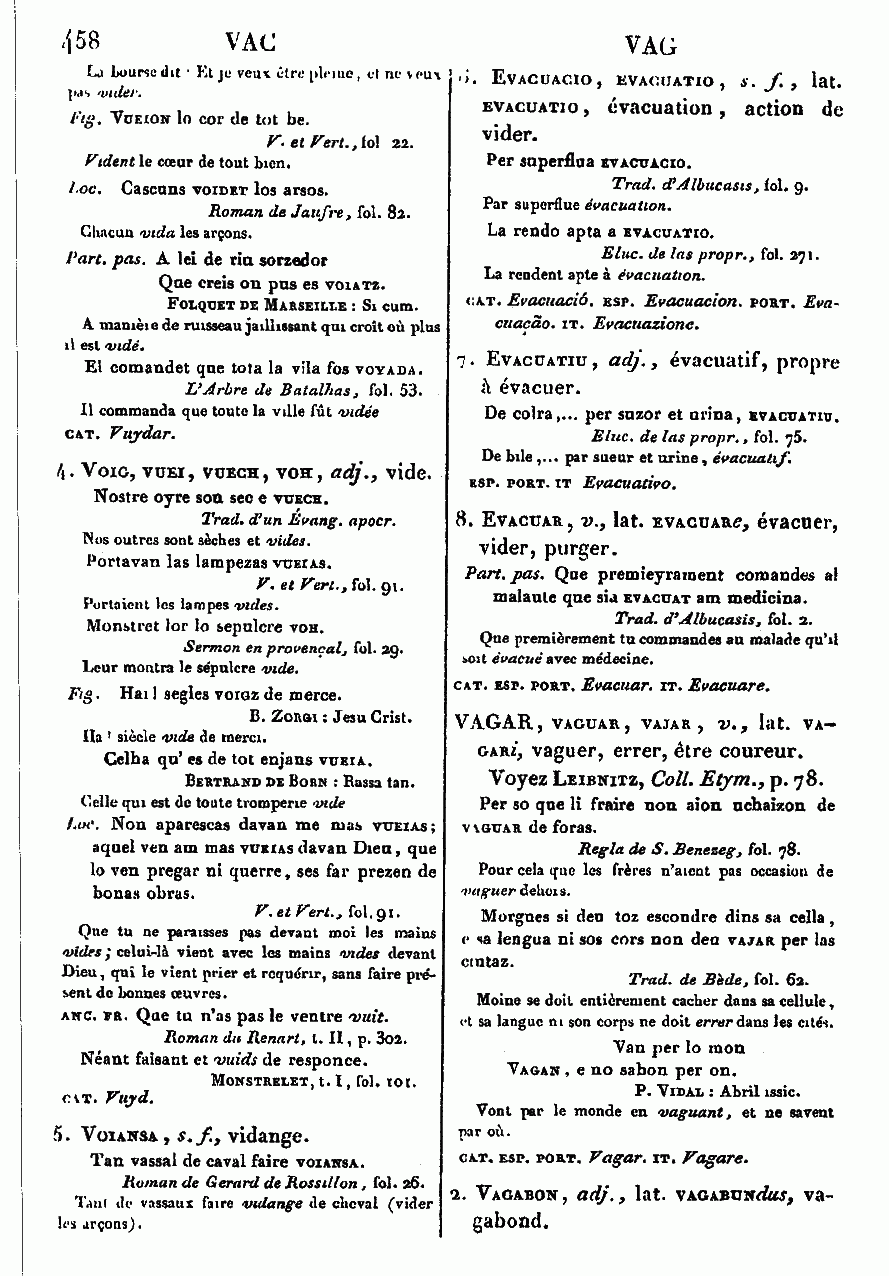 458 VAC
La bourse dit : Et je veux être pleine, et ne veux
pas vider.
Fig. VUEION lo cor de tot be.
V. et Vert., fol 22.
Vident le cœur de tout bien.
Loc. Cascuns VOIDET los arsos.
Roman de Jaufre, fol. 82.
Chacun vida les arçons.
Part. pas. A lei de riu sorzedor
Que creis on pus es VOIATZ.
FOLQUET DE MARSEILLE : Si cum.
A manière de ruisseau jaillissant qui croît où plus
il est vidé.
El comandet que tota la vila fos VOYADA.
L'Arbre de Batalhas, fol. 53.
Il commanda que toute la ville fût vidée
CAT. Vuydar.
4. VOIG, VUEI, VUECH, VOH, adj., vide.
Nostre oyre son sec e VUECH.
Trad. d'un Évang. apocr.
Nos outres sont sèches et vides.
Portavan las lampezas VUEIAS.
V. et Vert., fol. 91.
Portaient les lampes vides.
Monstret lor lo sepulcre VOH.
Sermon en provençal, fol. 29.
Leur montra le sépulcre vide.
Fig. Hai ! segles VOIGZ de merce.
B. ZORGI : Jesu Crist.
Ha ! siècle vide de merci.
Celha qu' es de tot enjans VUEIA.
BERTRAND DE BORN : Rassa tan.
Celle qui est de toute tromperie vide
Loc. Non aparescas davan me mas VUEIAS;
aquel ven am mas VUEIAS davan Dieu, que
lo ven pregar ni querre, ses far prezen de
bonas obras.
V. et Vert., fol. 91.
Que tu ne paraisses pas devant moi les mains
vides; celui-là vient avec les mains vides devant
Dieu, qui le vient prier et requérir, sans faire pré-
sent de bonnes œuvres.
ANC. FR. Que tu n'as pas le ventre vuit.
Roman du Renart, t. II, p. 302.
Néant faisant et vuids de responce.
MONSTRELET, t. I, fol. 101.
CAT. Vuyd.
5. VOIANSA, s. f., vidange.
Tan vassal de caval faire VOIANSA.
Roman de Gerard de Rossillon, fol. 26.
Tant de vassaux faire vidange de cheval (vider
les arçons).
VAG
6. EVACUACIO, EVACUATIO, s. f., lat.
EVACUATIO, évacuation, action de
vider.
Per superflua EVACUACIO.
Trad. d'Albucasis, fol. 9.
Par superflue évacuation.
La rendo apta a EVACUATIO.
Eluc. de las propr., fol. 271.
La rendent apte à évacuation.
CAT. Evacuació. ESP. Evacuacion. PORT. Eva-
cuação. IT. Evacuazione.
7. EVACUATIU, adj., évacuatif, propre
à évacuer.
De colra,... per suzor et urina, EVACUATIU.
Eluc. de las propr., fol. 75.
De bile,... par sueur et urine, évacuatif.
ESP. PORT. IT Evacuativo.
8. EVACUAR, v., lat. EVACUARe, évacuer,
vider, purger.
Part. pas. Que premieyrament comandes al
malaute que sia EVACUAT am medicina.
Trad. d'Albucasis, fol. 2.
Que premièrement tu commandes au malade qu'il
soit évacué avec médecine.
CAT. ESP. PORT. Evacuar. IT. Evacuare.
VAGAR, VAGUAR, VAJAR, v., lat. VA-
GARi, vaguer, errer, être coureur.
Voyez LEIBNITZ, Coll. Etym., p. 78.
Per so que li fraire non aion uchaizon de
VAGUAR de foras.
Regla de S. Benezeg, fol. 78.
Pour cela que les frères n'aient pas occasion de
vaguer dehors.
Morgues si deu toz escondre dins sa cella,
e sa lengua ni sos cors non deu VAJAR per las
ciutaz.
Trad. de Bède, fol. 62.
Moine se doit entièrement cacher dans sa cellule,
et sa langue ni son corps ne doit errer dans les cités.
Van per lo mon
VAGAN, e no sabon per on.
P. VIDAL : Abril issic.
Vont par le monde en vaguant, et ne savent
par où.
CAT. ESP. PORT. Vagar. IT. Vagare.
2. VAGABON, adj., lat. VAGABUNdus, va-
gabond.